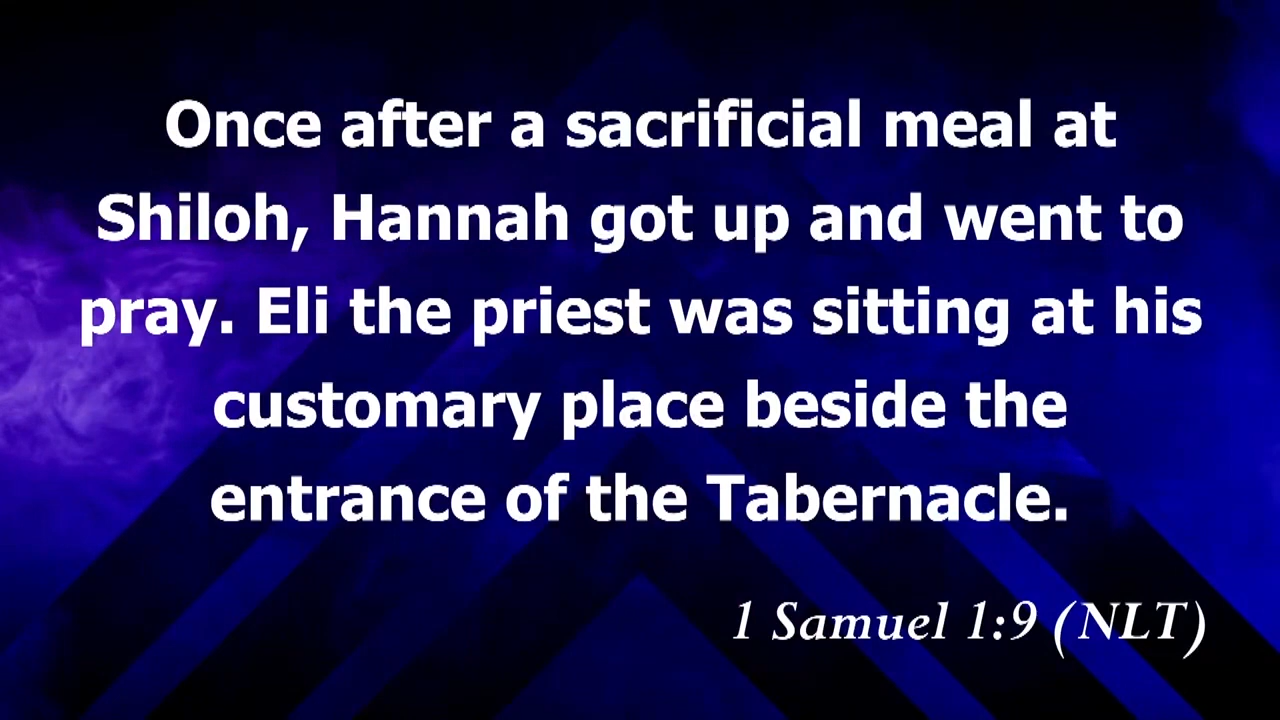 Once after a sacrificial meal at
Shiloh, Hannah got up and went to
pray. Eli the priest was sitting at his
customary place beside the
entrance of the Tabernacle.
1 Samuel 1:9 (NLT)